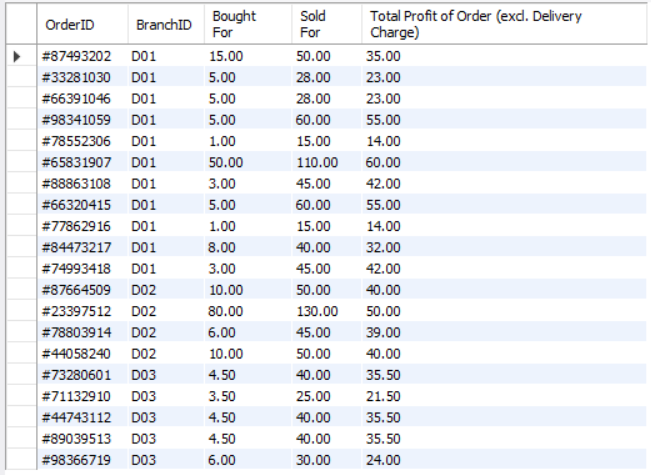 OrderID BranchID Bought For Sold For Total Profit of Order (excl. Delivery Charge)
#87493202 D01 15.00 50.00 35.00
#33281030 D01 5.00 28.00 23.00
#66391046 D01 5.00 28.00 23.00
#98341059 D01 5.00 60.00 55.00
#78552306 D01 1.00 15.00 14.00
#65831907 D01 50.00 110.00 60.00
#88863108 D01 3.00 45.00 42.00
#66320415 D01 5.00 60.00 55.00
#77862916 D01 1.00 15.00 14.00
#84473217 D01 8.00 40.00 32.00
#74993418 D01 3.00 45.00 42.00
#87664509 D02 10.00 50.00 40.00
#23397512 D02 80.00 130.00 50.00
#78803914 D02 6.00 45.00 39.00
#44058240 D02 10.00 50.00 40.00
#73280601 D03 4.50 40.00 35.50
#71132910 D03 3.50 25.00 21.50
#44743112 D03 4.50 40.00 35.50
#89039513 D03 4.50 40.00 35.50
#98366719 D03 6.00 30.00 24.00